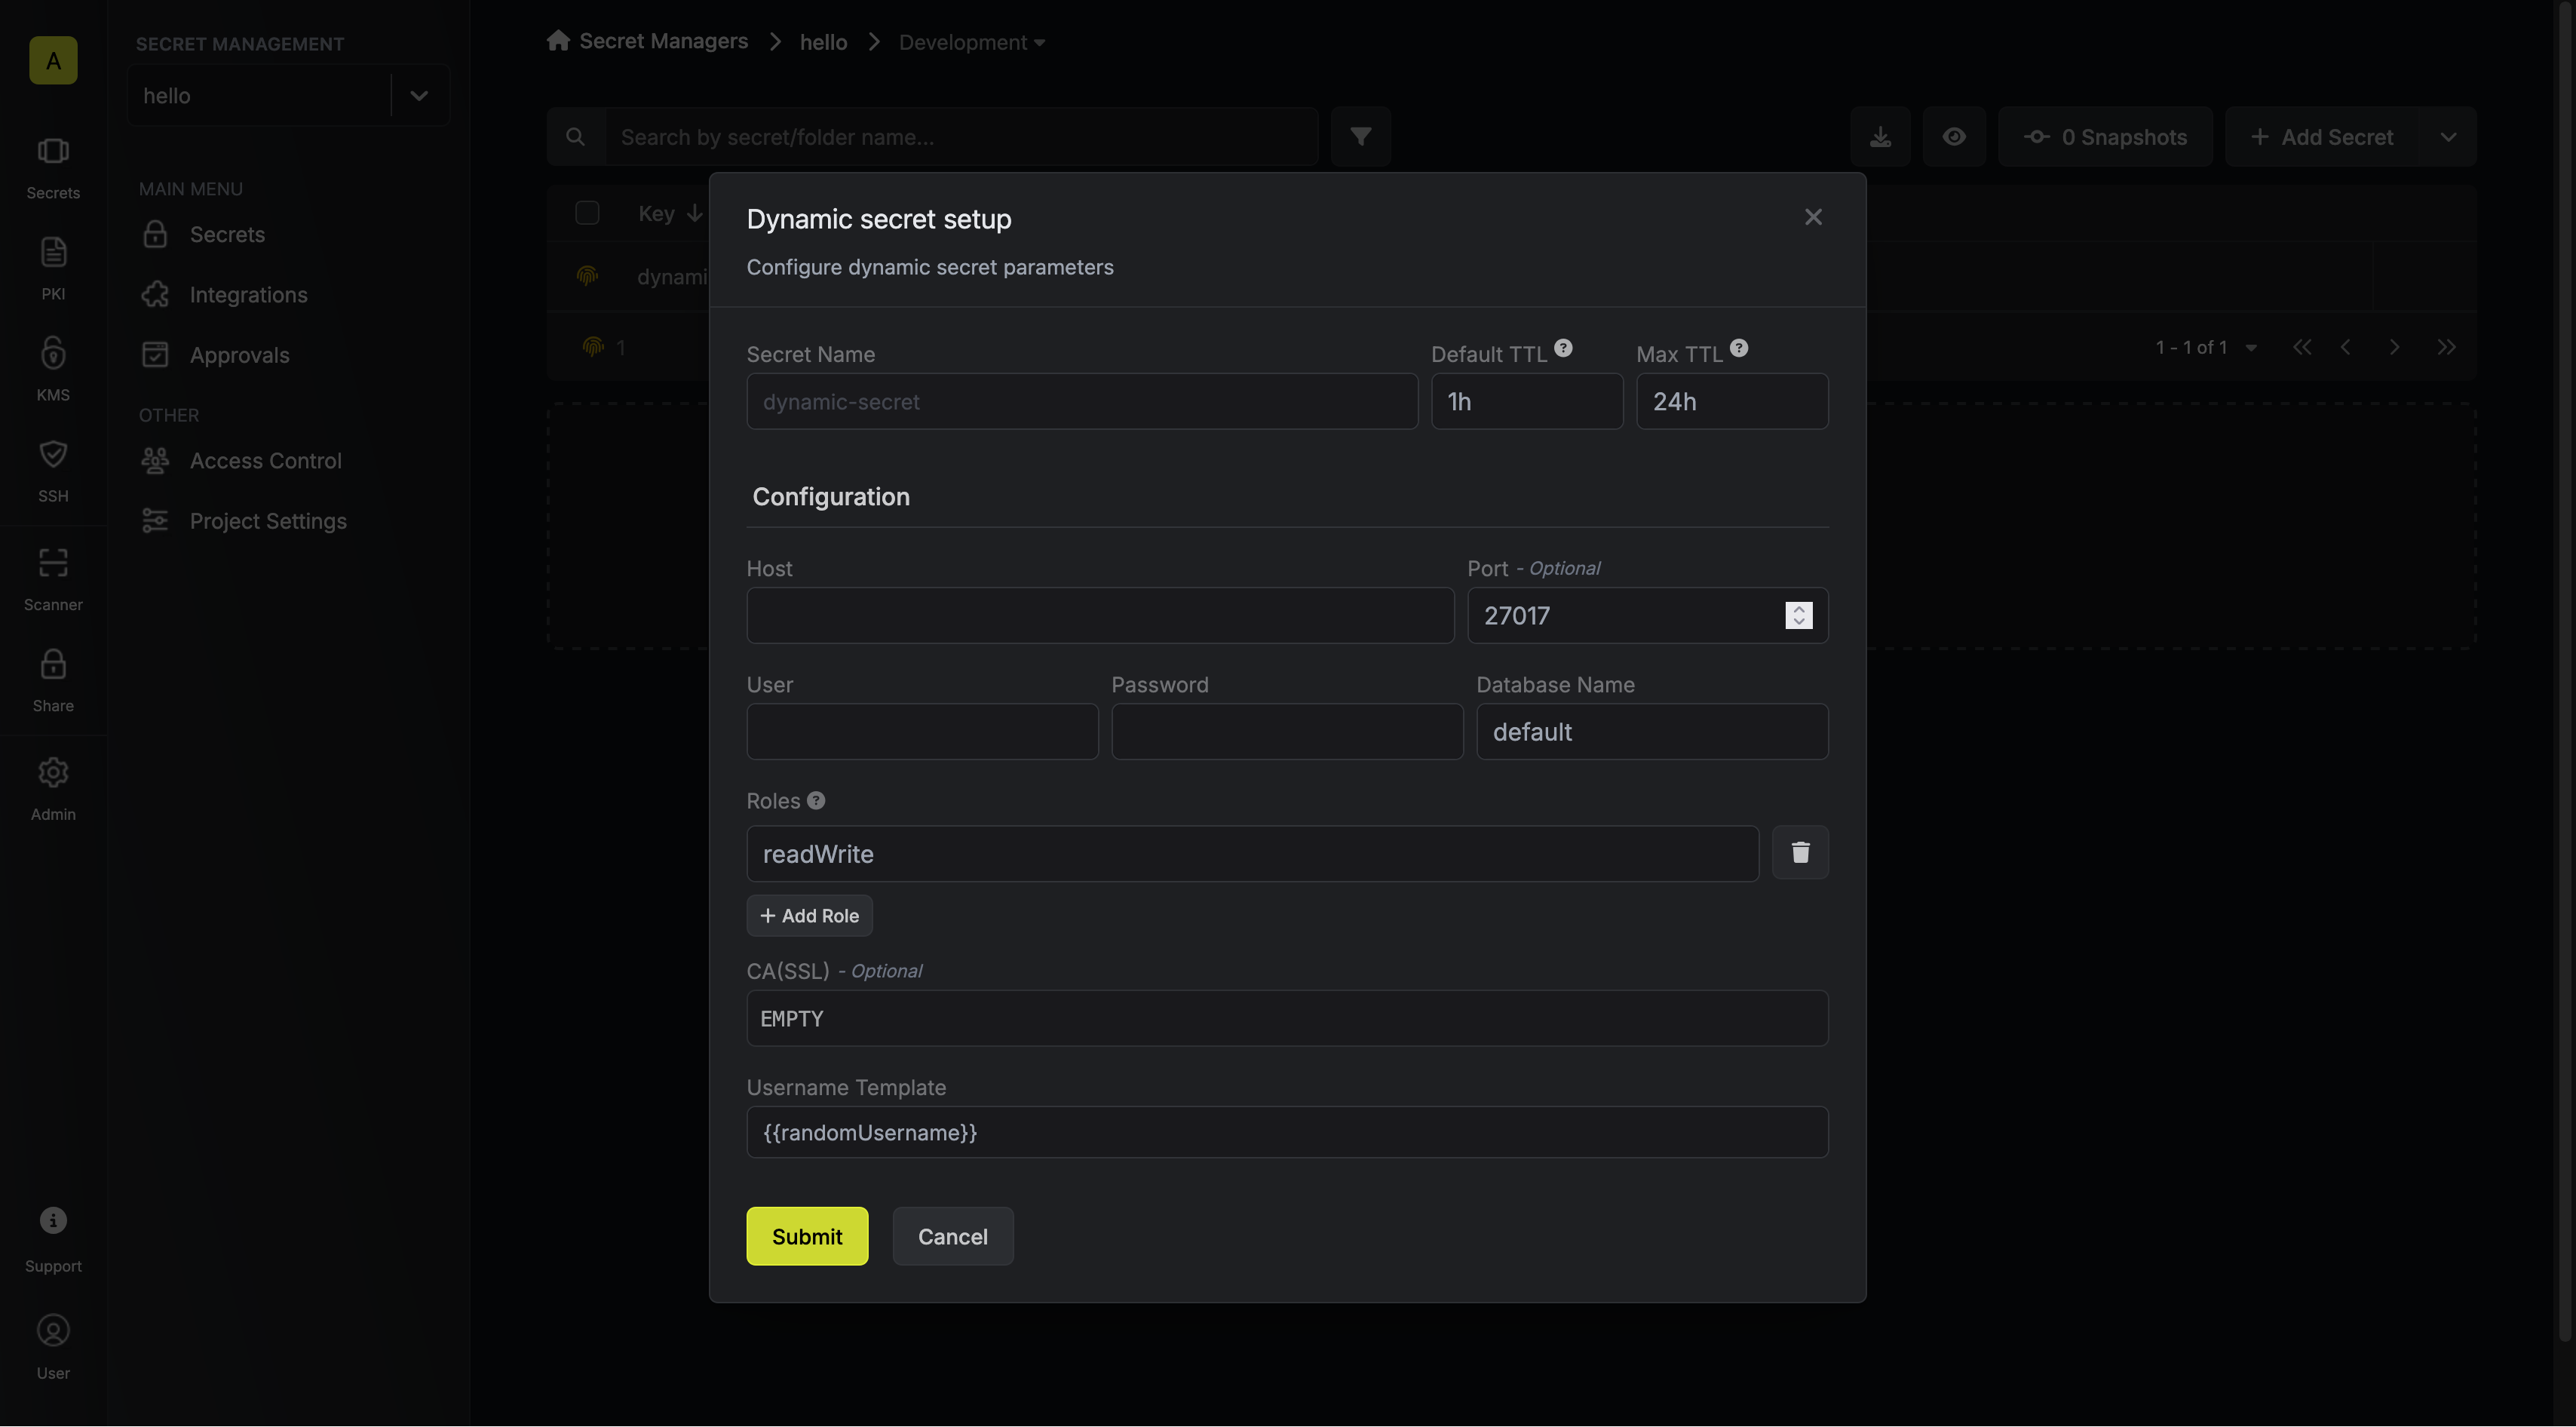 A
Secrets
PKI
KMS
SSH
Scanner
Share
Admin
Support
User
SECRET MANAGEMENT
hello
MAIN MENU
Secrets
Integrations
Approvals
OTHER
Access Control
Project Settings
Secret Managers hello Development
Search by secret/folder name...
0 Snapshots
Add Secret
Key
dynami
1
1 - 1 of 1
Dynamic secret setup
Configure dynamic secret parameters
Secret Name Default TTL ? Max TTL ?
dynamic-secret 1h 24h
Configuration
Host Port - Optional
27017
User Password Database Name
default
Roles ?
readWrite
+ Add Role
CA(SSL) - Optional
EMPTY
Username Template
{{randomUsername}}
Submit Cancel